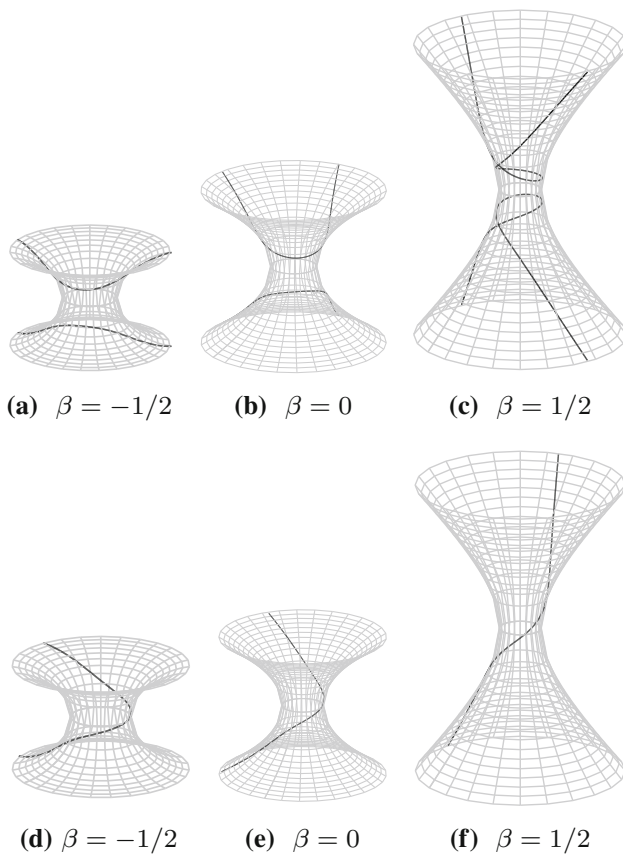 (a) β = −1/2 (b) β = 0 (c) β = 1/2
(d) β = −1/2 (e) β = 0 (f) β = 1/2